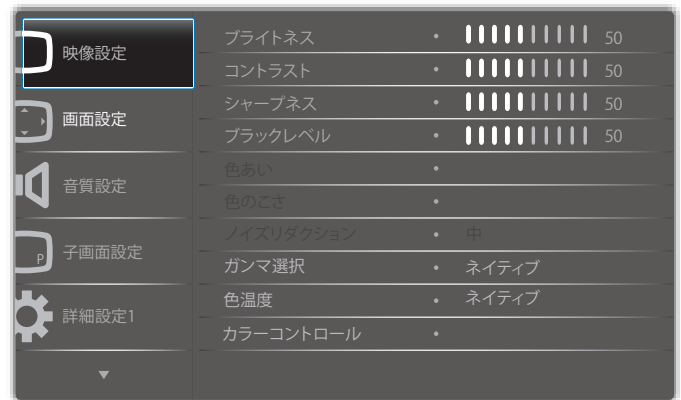 映像設定
画面設定
音質設定
P 子画面設定
詳細設定1
▼
ブライトネス • 50
コントラスト • 50
シャープネス • 50
ブラックレベル • 50
色あい •
色のこさ •
ノイズリダクション • 中
ガンマ選択 • ネイティブ
色温度 • ネイティブ
カラーコントロール •